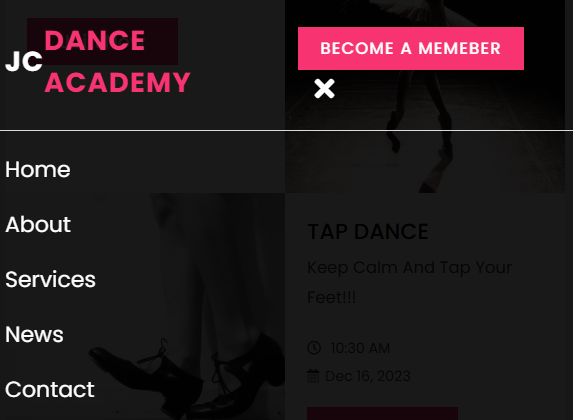 JC DANCE
ACADEMY
BECOME A MEMEBER
Home
About
Services
News
Contact
TAP DANCE
Keep Calm And Tap Your
Feet!!!
10:30 AM
Dec 16, 2023